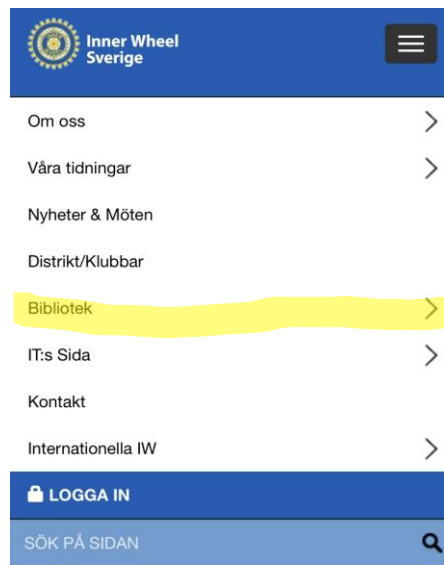 Inner Wheel
Sverige
Om oss
Våra tidningar
Nyheter & Möten
Distrikt/Klubbar
Bibliotek
IT:s Sida
Kontakt
Internationella IW
LOGGA IN
SÖK PÅ SIDAN